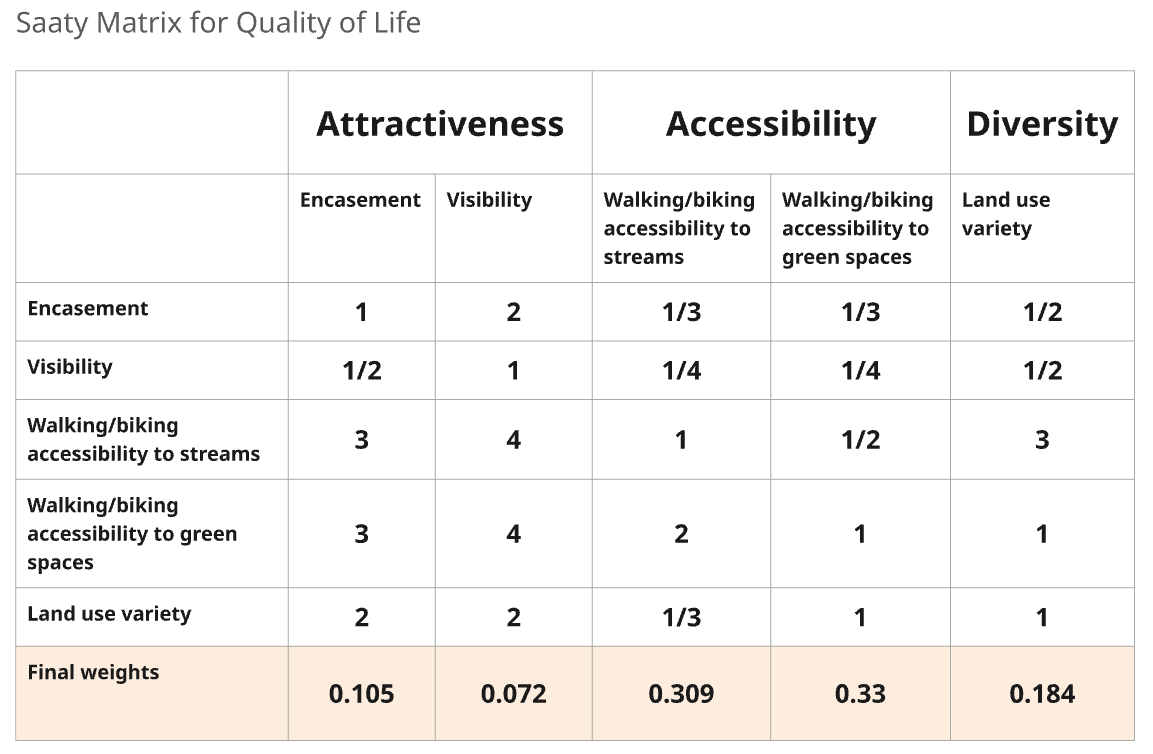 Saaty Matrix for Quality of Life
Attractiveness Accessibility Diversity
Encasement Visibility Walking/biking accessibility to streams Walking/biking accessibility to green spaces Land use variety
Encasement 1 2 1/3 1/3 1/2
Visibility 1/2 1 1/4 1/4 1/2
Walking/biking accessibility to streams 3 4 1 1/2 3
Walking/biking accessibility to green spaces 3 4 2 1 1
Land use variety 2 2 1/3 1 1
Final weights 0.105 0.072 0.309 0.33 0.184